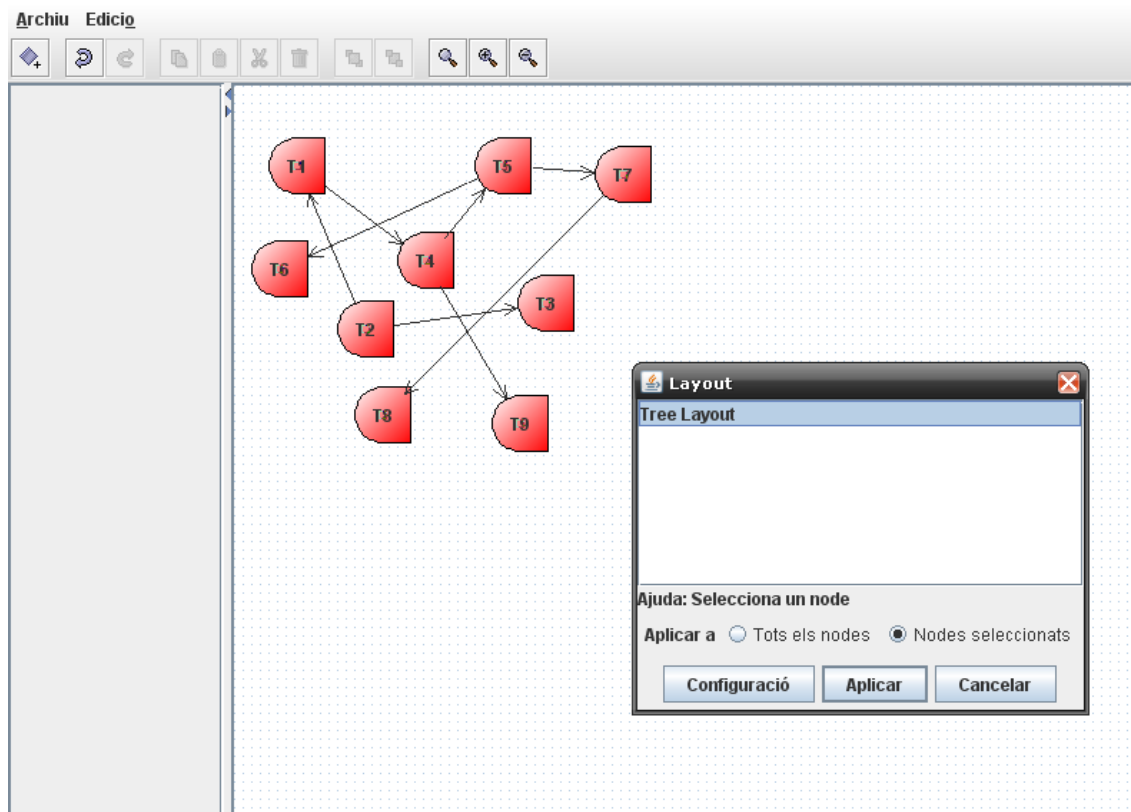 Archiu Edicio
T1
T5
T7
T4
T6
T3
T2
T8
T9
Layout
Tree Layout
Ajuda: Selecciona un node
Aplicar a Tots els nodes Nodes seleccionats
Configuració Aplicar Cancelar